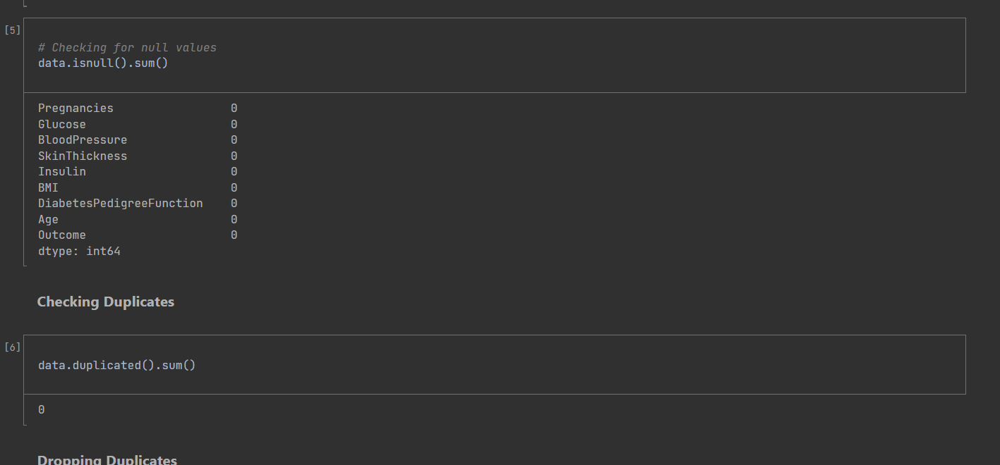 [5]
# Checking for null values
data.isnull().sum()
Pregnancies 0
Glucose 0
BloodPressure 0
SkinThickness 0
Insulin 0
BMI 0
DiabetesPedigreeFunction 0
Age 0
Outcome 0
dtype: int64
Checking Duplicates
[6]
data.duplicated().sum()
0
Dropping Duplicates